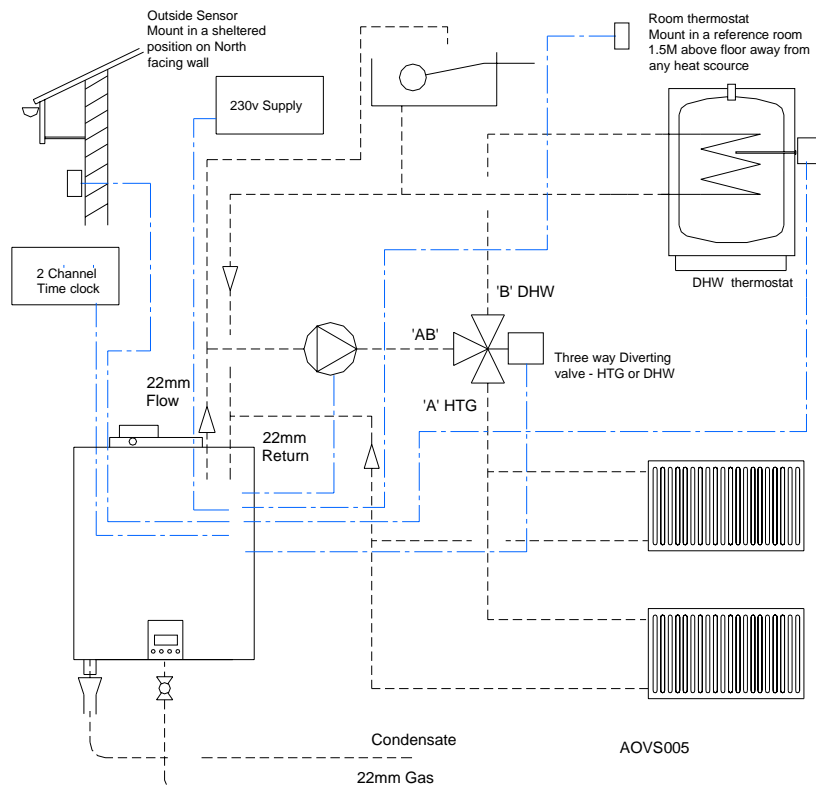 Outside Sensor
Mount in a sheltered
position on North
facing wall
Room thermostat
Mount in a reference room
1.5M above floor away from
any heat scource
230v Supply
2 Channel
Time clock
DHW thermostat
'B' DHW
'AB'
Three way Diverting
valve - HTG or DHW
22mm
Flow
'A' HTG
22mm
Return
Condensate
AOVS005
22mm Gas